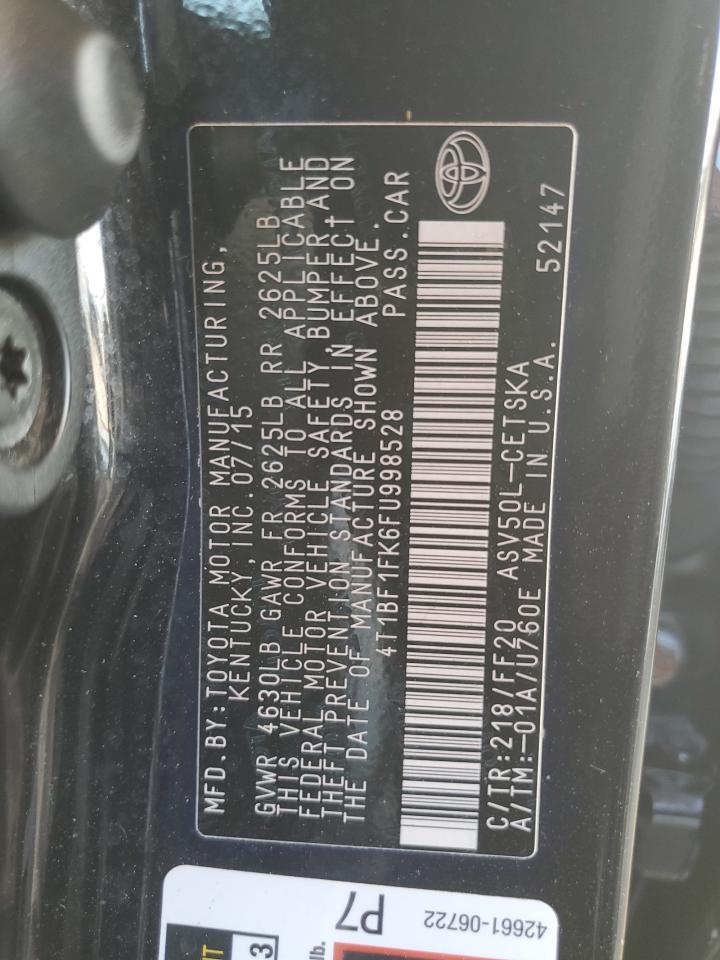 MFD.BY:TOYOTA MOTOR MANUFACTURING,
KENTUCKY, INC.07/15
GVWR 4630LB GAWR FR 2625LB RR 2625LB
THIS VEHICLE CONFORMS TO ALL APPLICABLE
FEDERAL MOTOR VEHICLE SAFETY, BUMPER, AND
THEFT PREVENTION STANDARDS IN EFFECT ON
THE DATE OF MANUFACTURE SHOWN ABOVE.
4T1BF1FK6FU998528 PASS.CAR
C/TR:218/FF20 ASV50L-CETSKA
A/TM:-01A/U760E MADE IN U.S.A. 52147
P7
42661-06722
3
lb.